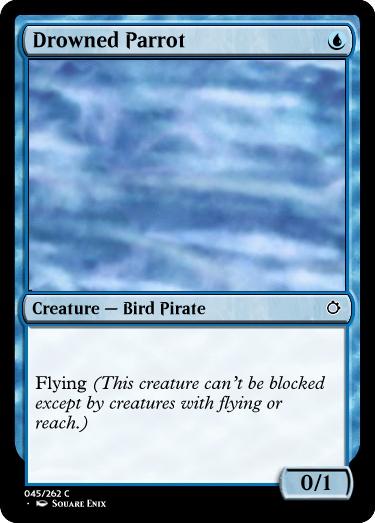 Drowned Parrot
Creature — Bird Pirate
Flying (This creature can't be blocked
except by creatures with flying or
reach.)
0/1
045/262 C
· Square Enix